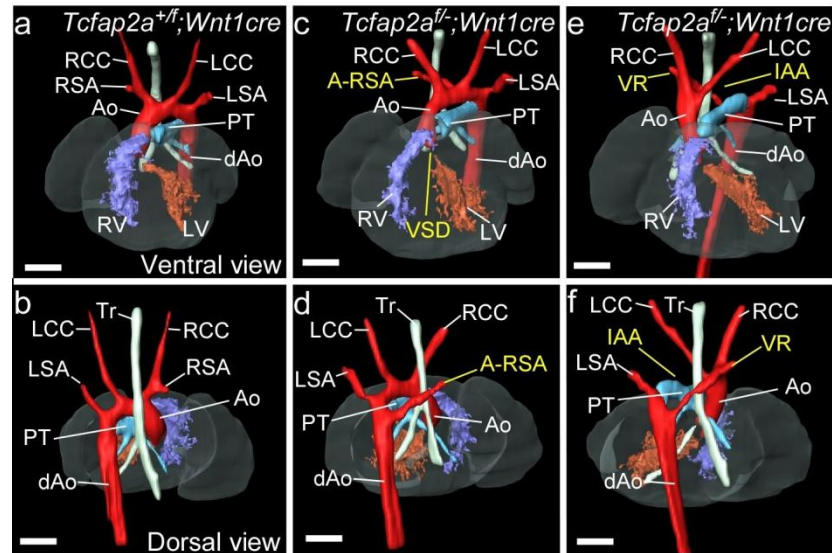 a Tcfap2a+/f;Wnt1cre
RCC
LCC
RSA
LSA
Ao
PT
dAo
RV
LV
Ventral view
c Tcfap2af/-;Wnt1cre
RCC
LCC
A-RSA
LSA
Ao
PT
dAo
RV
VSD
LV
e Tcfap2af/-;Wnt1cre
RCC
LCC
VR
IAA
LSA
Ao
PT
dAo
RV
LV
b
Tr
LCC
RCC
LSA
RSA
Ao
PT
dAo
Dorsal view
d
Tr
LCC
RCC
LSA
A-RSA
PT
Ao
dAo
f
LCC
Tr
RCC
IAA
VR
LSA
PT
Ao
dAo